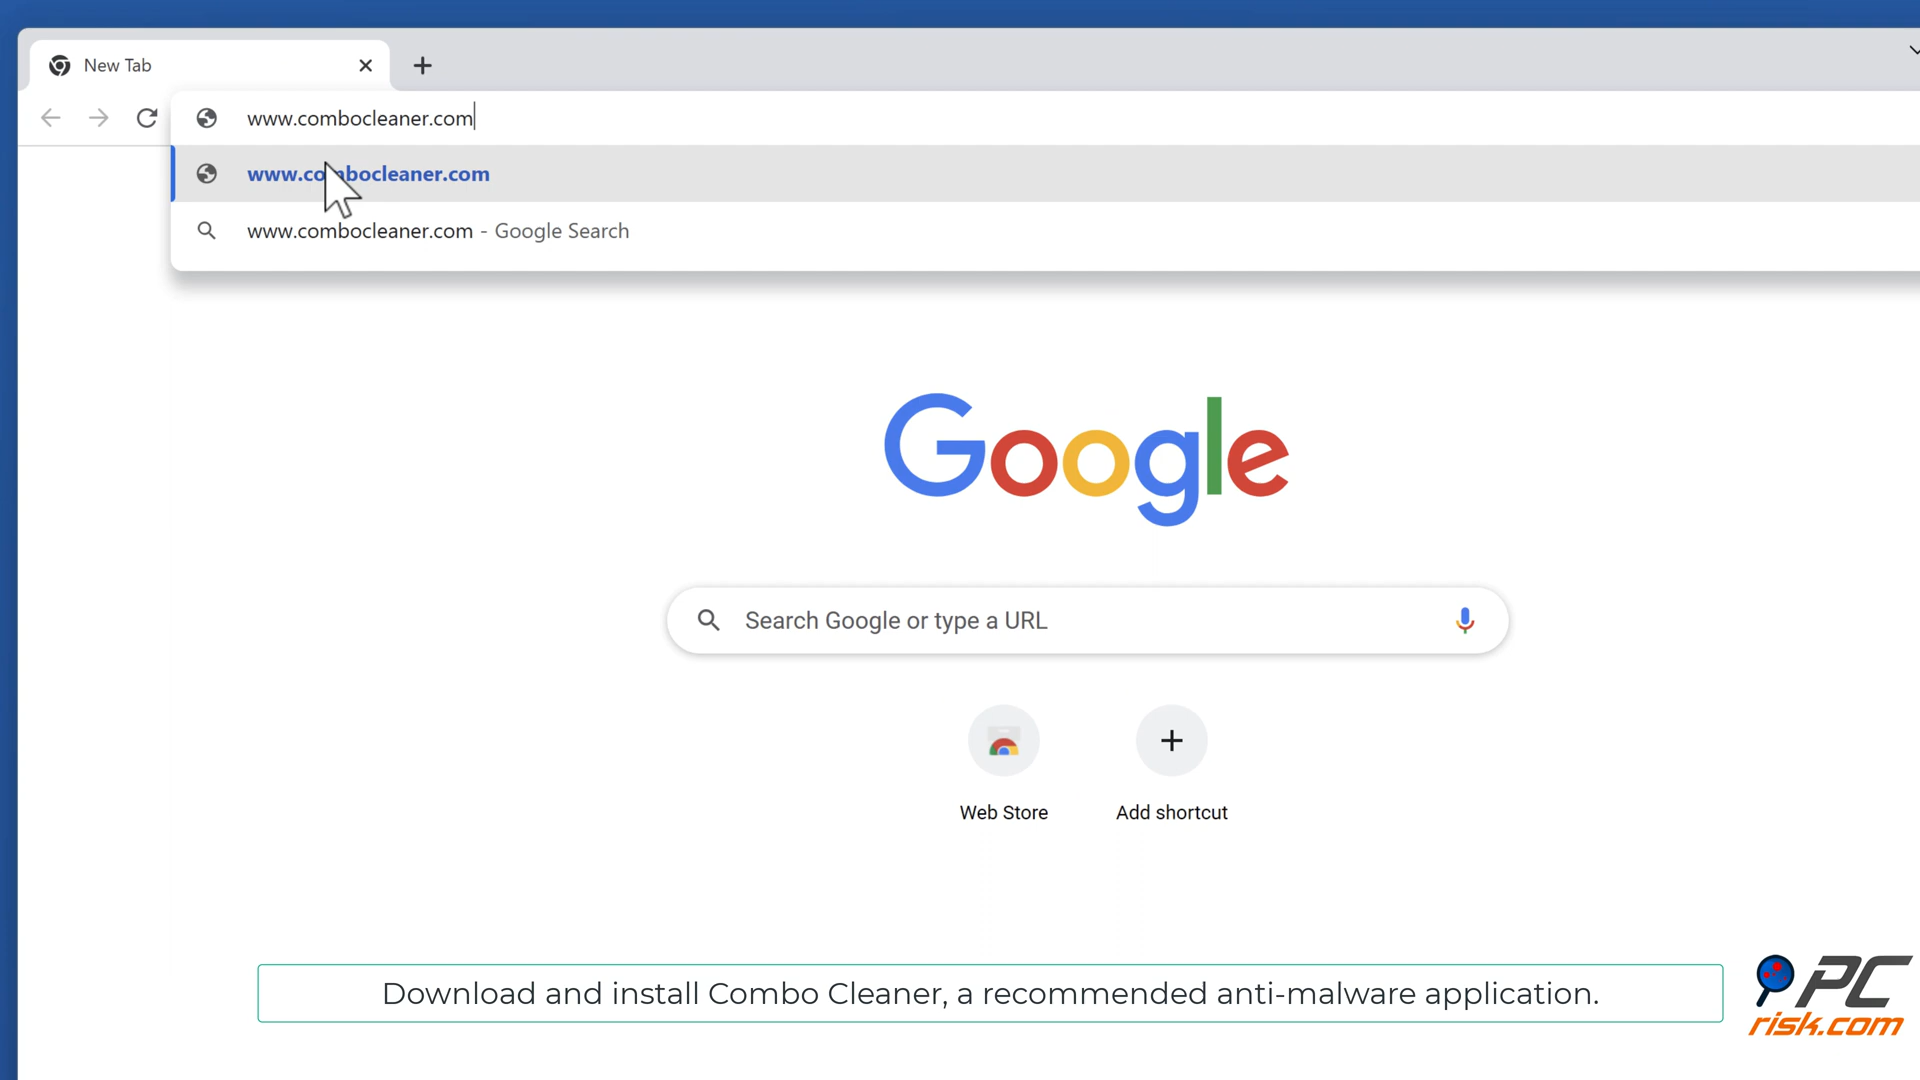 New Tab
www.combocleaner.com
www.combocleaner.com
www.combocleaner.com - Google Search
Google
Search Google or type a URL
Web Store
Add shortcut
Download and install Combo Cleaner, a recommended anti-malware application.
PC
risk.com